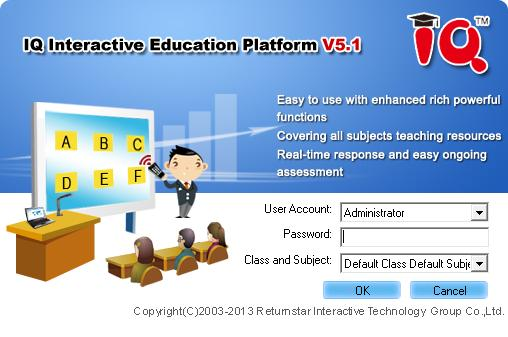 IQ Interactive Education Platform V5.1
IQ TM
Easy to use with enhanced rich powerful
functions
Covering all subjects teaching resources
Real-time response and easy ongoing
assessment
A B C
D E F
User Account: Administrator
Password:
Class and Subject: Default Class Default Subje
OK Cancel
Copyright(C)2003-2013 Returnstar Interactive Technology Group Co.,Ltd.